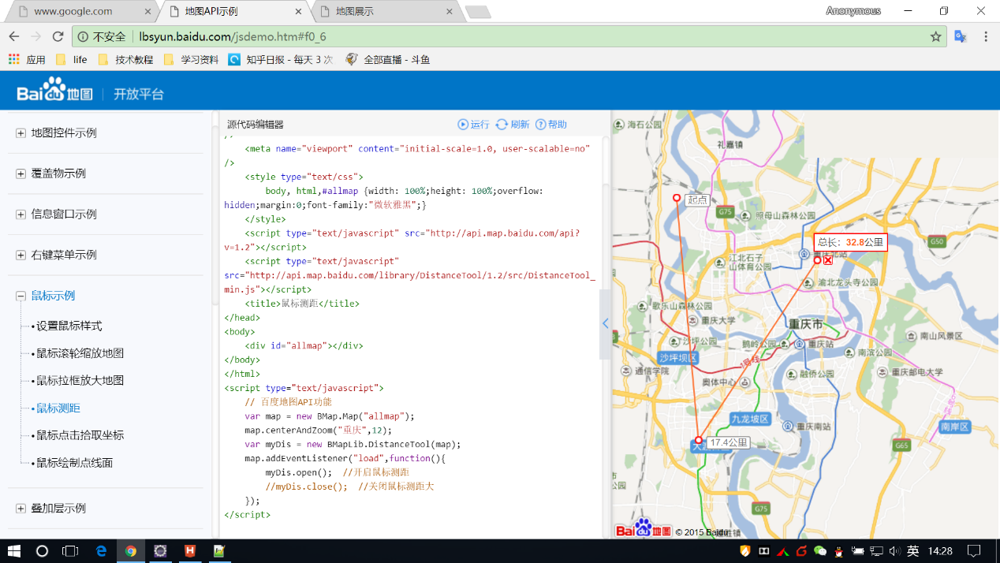 www.google.com
地图API示例
地图展示
Anonymous
不安全 lbsyun.baidu.com/jsdemo.htm#f0_6
应用 life 技术教程 学习资料 知乎日报 - 每天 3 次 全部直播 - 斗鱼
Bai du 地图 开放平台
地图控件示例
覆盖物示例
信息窗口示例
右键菜单示例
鼠标示例
•设置鼠标样式
•鼠标滚轮缩放地图
•鼠标拉框放大地图
•鼠标测距
•鼠标点击拾取坐标
•鼠标绘制点线面
叠加层示例
源代码编辑器 运行 刷新 帮助
/>
<meta name="viewport" content="initial-scale=1.0, user-scalable=no"
/>
<style type="text/css">
body, html,#allmap {width: 100%;height: 100%;overflow:
hidden;margin:0;font-family:"微软雅黑";}
</style>
<script type="text/javascript" src="http://api.map.baidu.com/api?
v=1.2"></script>
<script type="text/javascript"
src="http://api.map.baidu.com/library/DistanceTool/1.2/src/DistanceTool_
min.js"></script>
<title>鼠标测距</title>
</head>
<body>
<div id="allmap"></div>
</body>
</html>
<script type="text/javascript">
// 百度地图API功能
var map = new BMap.Map("allmap");
map.centerAndZoom("重庆",12);
var myDis = new BMapLib.DistanceTool(map);
map.addEventListener("load",function(){
myDis.open(); //开启鼠标测距
//myDis.close(); //关闭鼠标测距大
});
</script>
海石公园
礼嘉镇
起点
G75
照母山森林公园
总长：32.8公里
G50
重庆北站
江北石子
山体育公园
渝北龙头寺公园
歌乐山森林公园
重庆大学
重庆市
沙坪公园
鹅岭公园
重庆站
南山风景区
南滨公园
沙坪坝区
1号线
通信学院
融侨公园
重庆邮电大学
奥体中心
6号线
九龙坡区
重庆南站
南岸区
17.4公里
G65
公园
G75
Bai du 地图 © 2015 Baidu
英 14:28